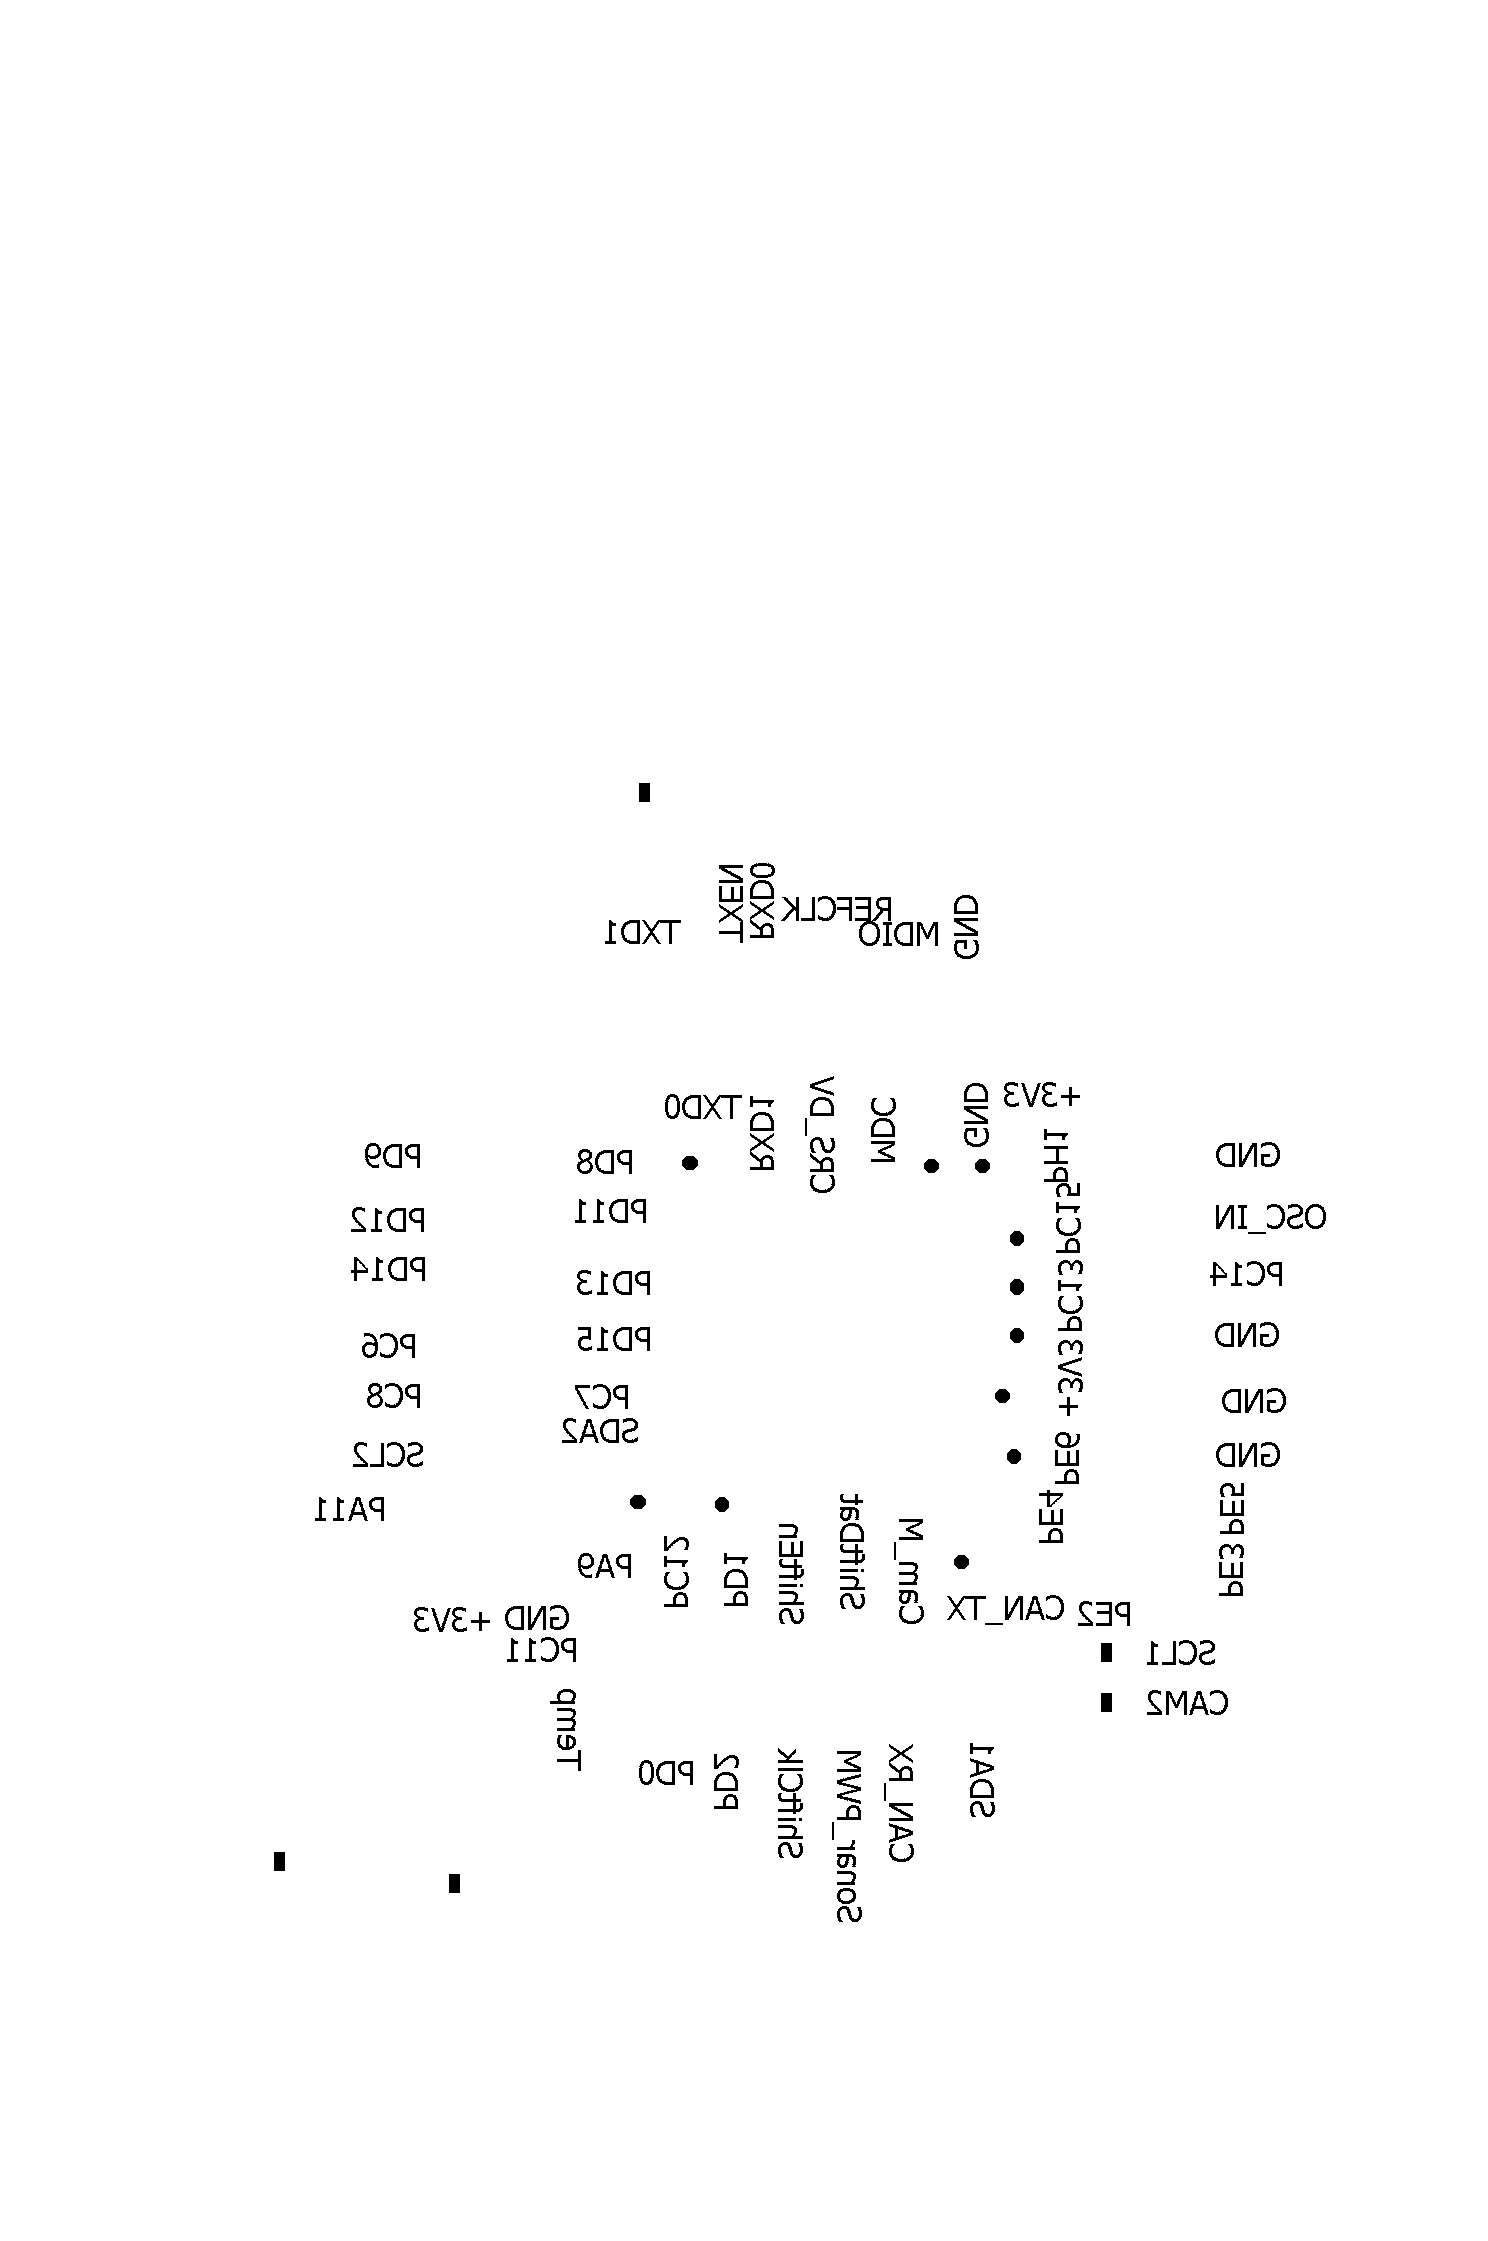 TXEN
RXD0
REFCLK
TXD1
MDIO
GND
TXD0
RXD1
CRS_DV
MDC
GND
+3V3
PD9
PD8
PH1
GND
PD12
PD11
PC15
OSC_IN
PD14
PD13
PC13
PC14
PC6
PD15
+3V3
GND
PC8
PC7
GND
SDA2
SCL2
PE6
GND
PA11
PE4
PE5
PA9
PC12
PD1
ShiftEn
ShiftDat
Cam_M
PE3
+3V3
GND
CAN_TX
PE2
PC11
SCL1
Temp
CAM2
PD0
PD2
ShiftClk
Sonar_PWM
CAN_RX
SDA1